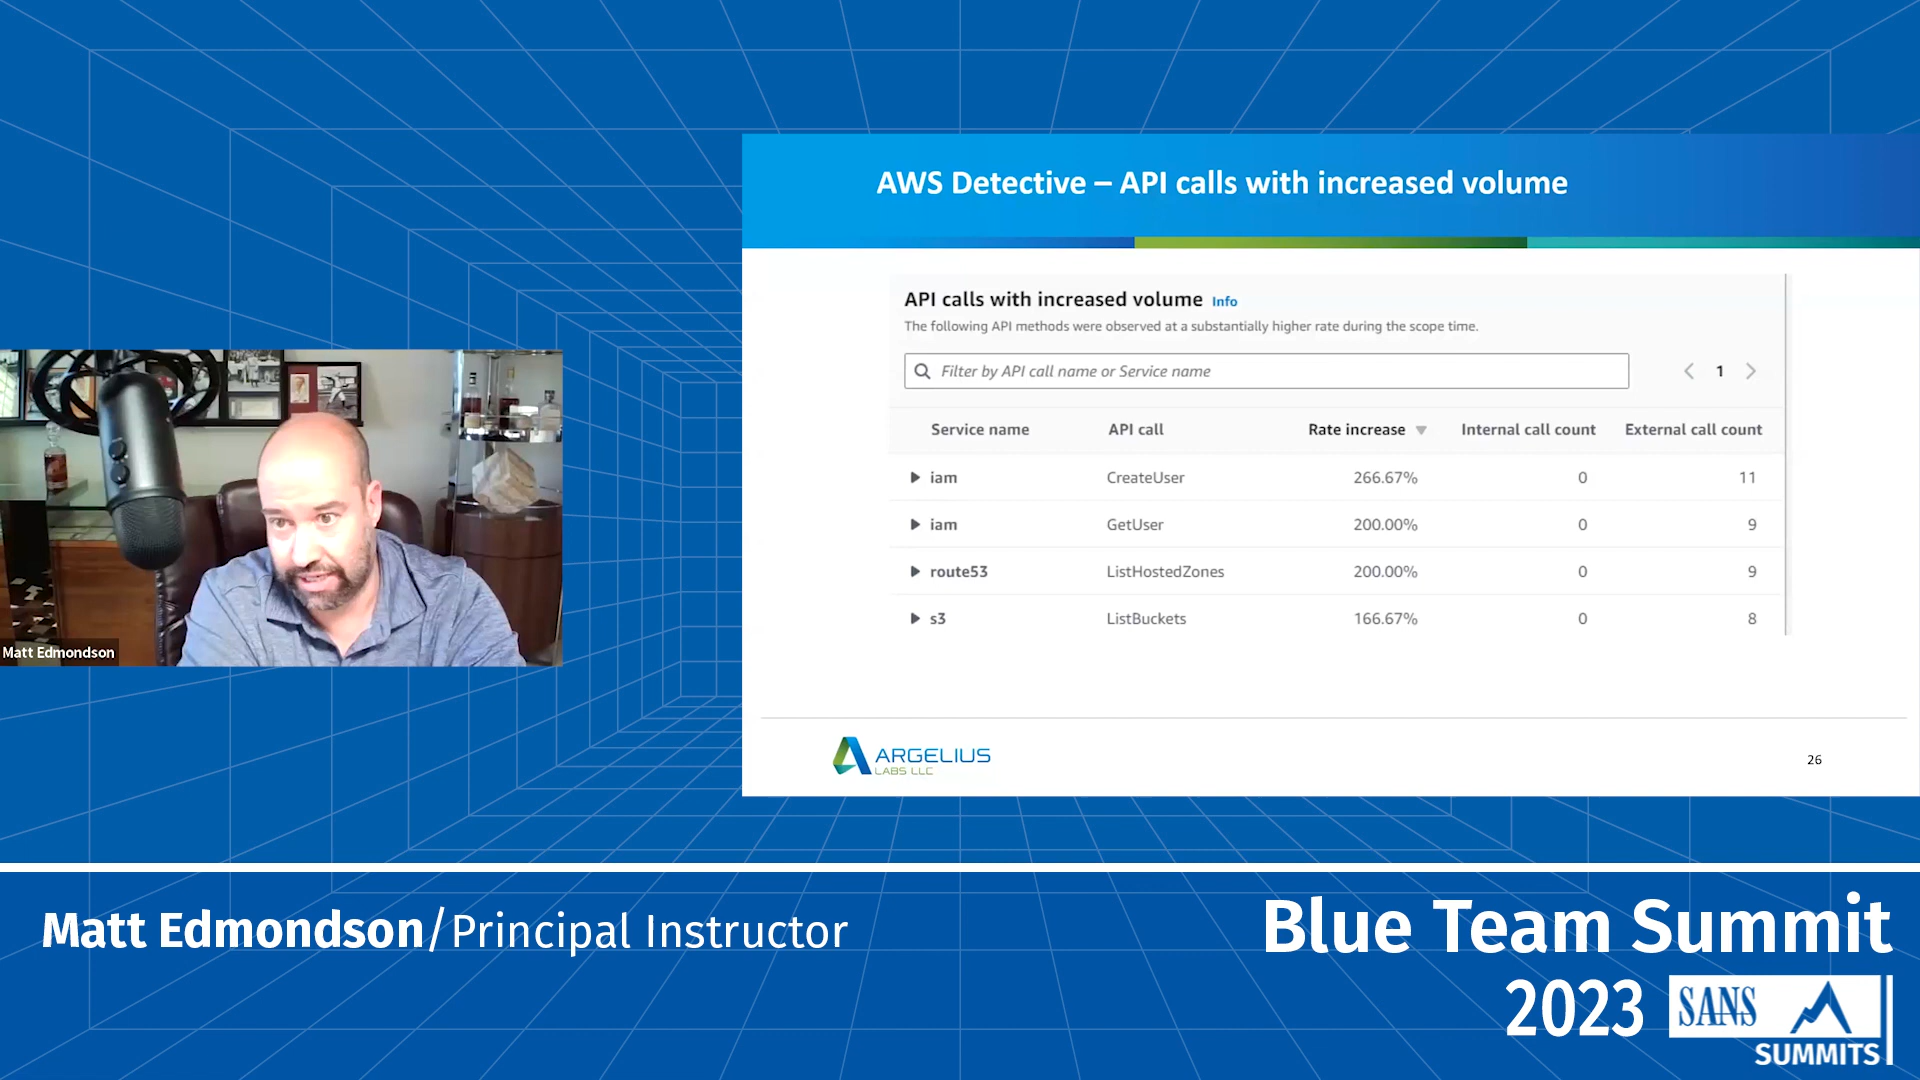 AWS Detective – API calls with increased volume
API calls with increased volume Info
The following API methods were observed at a substantially higher rate during the scope time.
Filter by API call name or Service name
1
Service name API call Rate increase Internal call count External call count
iam CreateUser 266.67% 0 11
iam GetUser 200.00% 0 9
route53 ListHostedZones 200.00% 0 9
s3 ListBuckets 166.67% 0 8
ARGELIUS
LABS LLC
26
Matt Edmondson
Matt Edmondson/Principal Instructor
Blue Team Summit
2023
SANS
SUMMITS